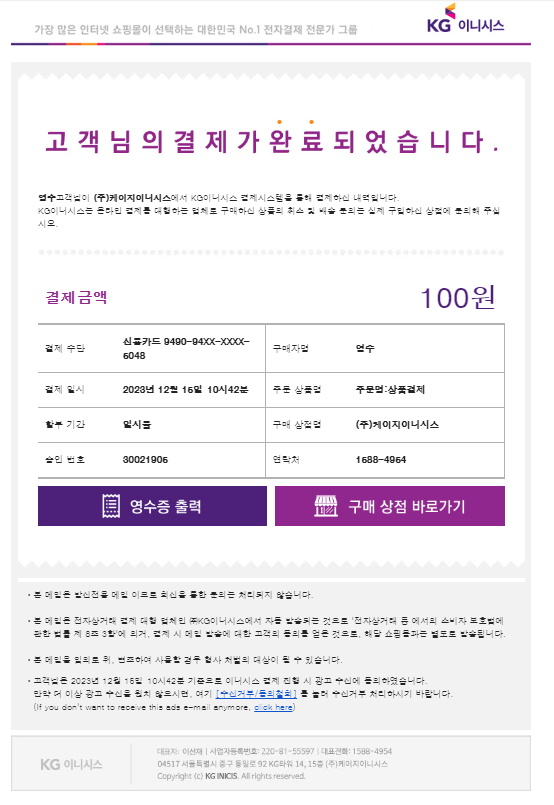 가장 많은 인터넷 쇼핑몰이 선택하는 대한민국 No.1 전자결제 전문가 그룹
KG 이니시스
고객님의결제가완료되었습니다.
영수고객님이 (주)케이지이니시스에서 KG이니시스 결제시스템을 통해 결제하신 내역입니다.
KG이니시스는 온라인 결제를 대행하는 업체로 구매하신 상품의 취소 및 배송 문의는 실제 구입하신 상점에 문의해 주십
시오.
결제금액
100원
결제 수단
신용카드 9490-94XX-XXXX-
6048
구매자명
영수
결제 일시
2023년 12월 15일 10시42분
주문 상품명
주문명:상품결제
할부 기간
일시불
구매 상점명
(주)케이지이니시스
승인 번호
30021905
연락처
1588-4954
영수증 출력
구매 상점 바로가기
• 본 메일은 발신전용 메일 이므로 회신을 통한 문의는 처리되지 않습니다.
• 본 메일은 전자상거래 결제 대행 업체인 ㈜KG이니시스에서 자동 발송되는 것으로 '전자상거래 등 에서의 소비자 보호법에
관한 법률 제 8조 3항'에 의거, 결제 시 메일 발송에 대한 고객의 동의를 얻은 것으로, 해당 쇼핑몰과는 별도로 발송됩니다.
• 본 메일을 임의로 위, 변조하여 사용할 경우 형사 처벌의 대상이 될 수 있습니다.
• 고객님은 2023년 12월 15일 10시42분 기준으로 이니시스 결제 진행 시 광고 수신에 동의하였습니다.
만약 더 이상 광고 수신을 원치 않으시면, 여기 [수신거부/동의철회] 를 눌러 수신거부 처리하시기 바랍니다.
(If you don't want to receive this ads e-mail anymore, click here)
KG 이니시스
대표자: 이선재 | 사업자등록번호: 220-81-55597 | 대표전화: 1588-4954
04517 서울특별시 중구 통일로 92 KG타워 14, 15층 (주)케이지이니시스
Copyright (c) KG INICIS. All rights reserved.